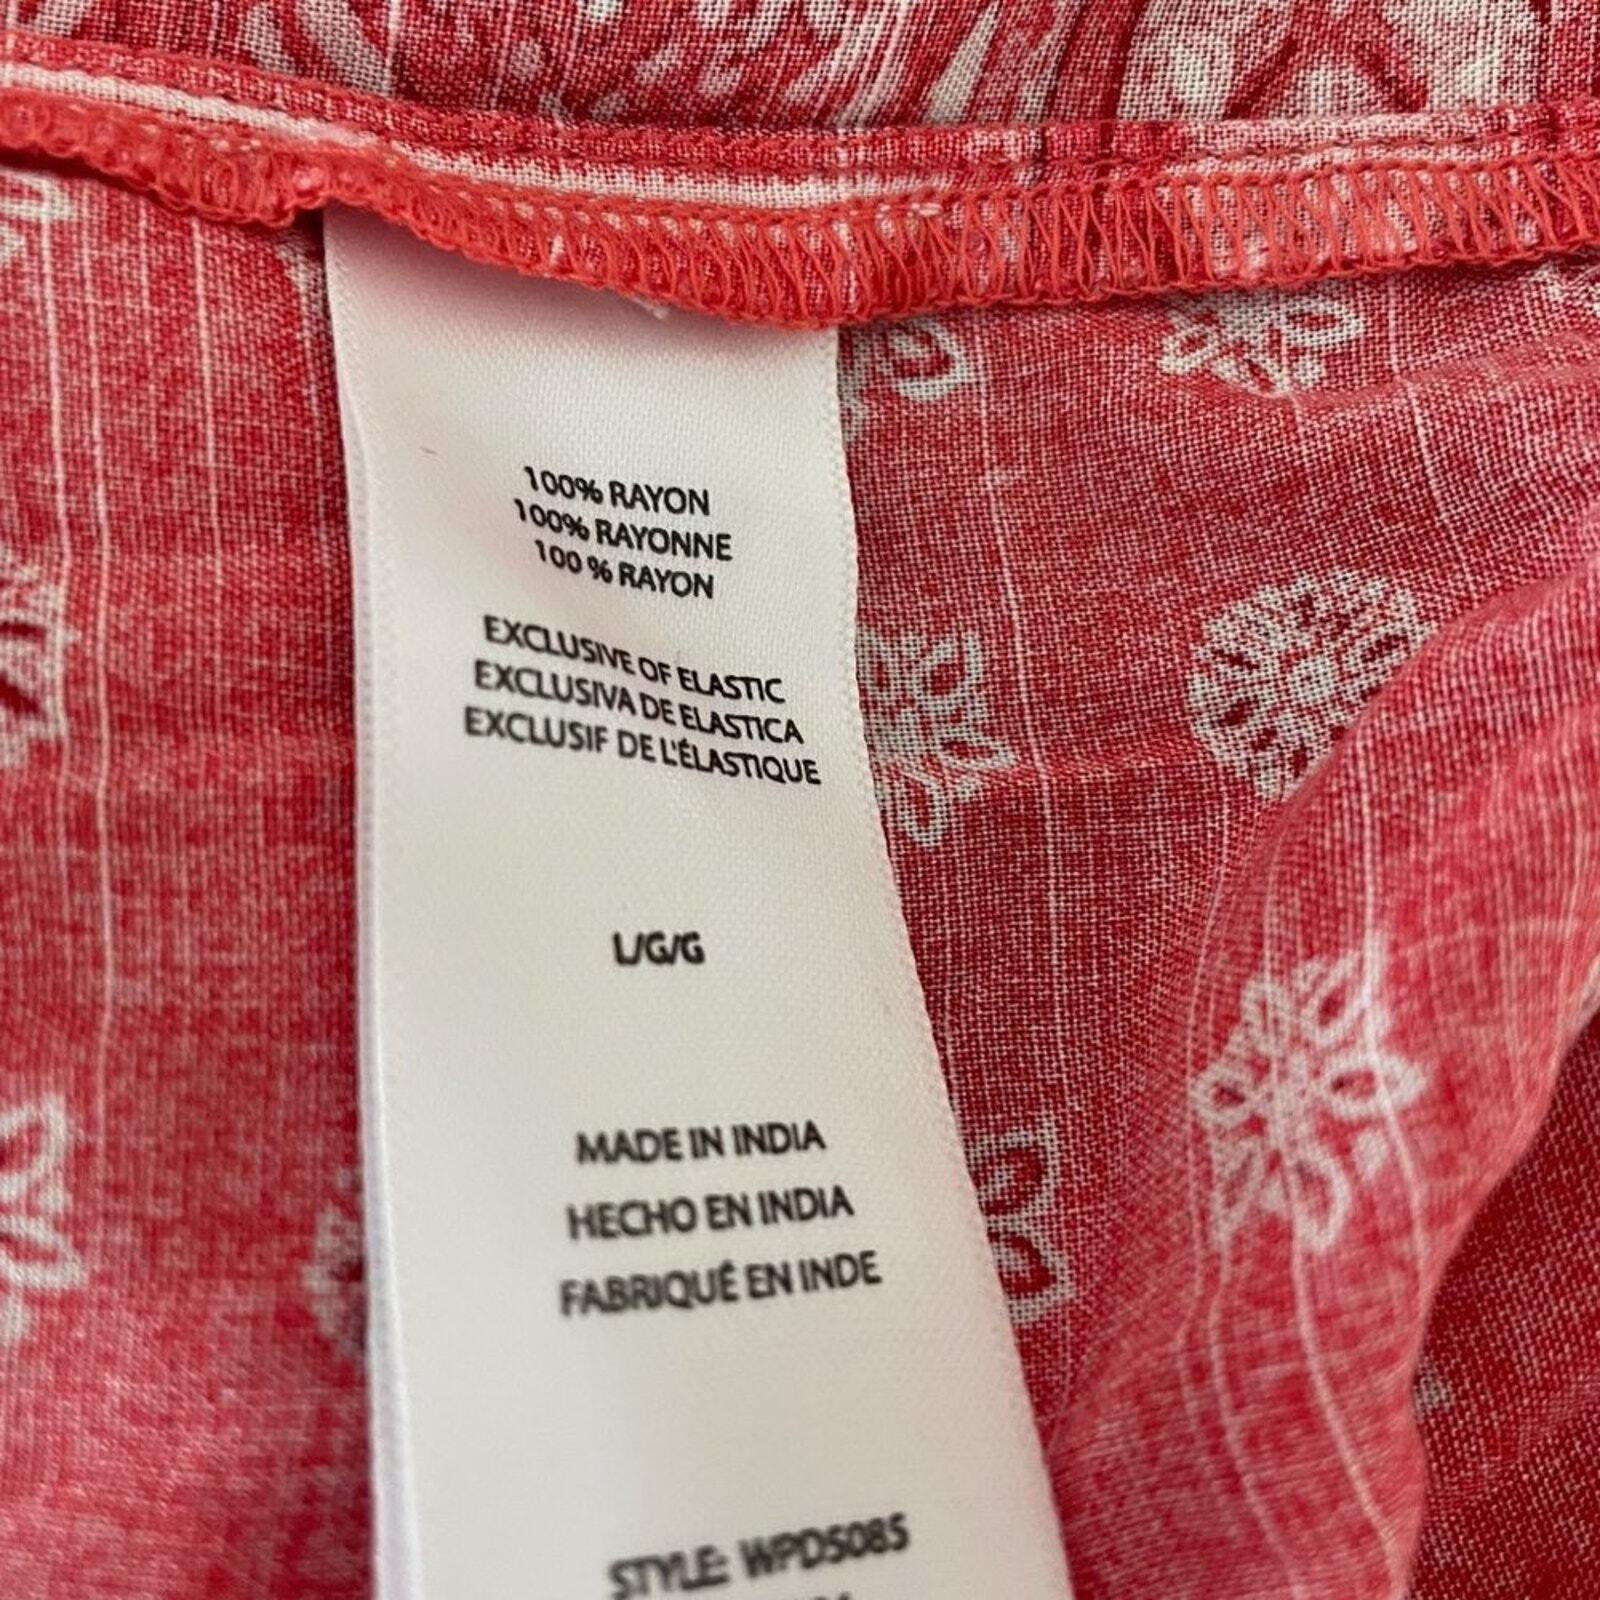 100% RAYON
100% RAYONNE
100 % RAYON
EXCLUSIVE OF ELASTIC
EXCLUSIVA DE ELASTICA
EXCLUSIF DE L'ÉLASTIQUE
L/G/G
MADE IN INDIA
HECHO EN INDIA
FABRIQUÉ EN INDE
STYLE: WPD5085